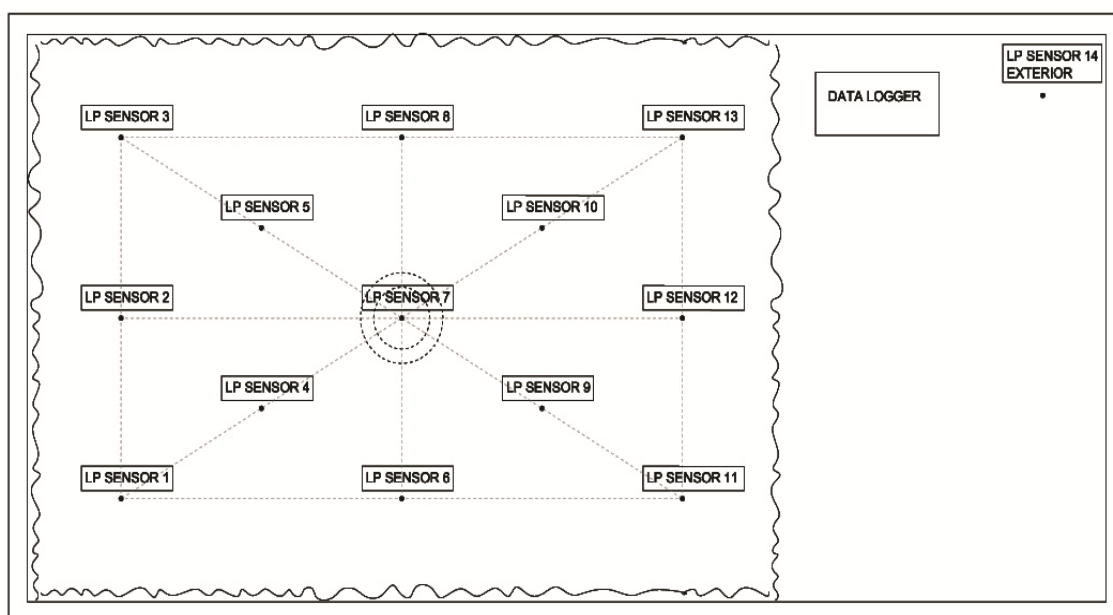 LP SENSOR 14
EXTERIOR
DATA LOGGER
LP SENSOR 3
LP SENSOR 8
LP SENSOR 13
LP SENSOR 5
LP SENSOR 10
LP SENSOR 2
LP SENSOR 7
LP SENSOR 12
LP SENSOR 4
LP SENSOR 9
LP SENSOR 1
LP SENSOR 6
LP SENSOR 11